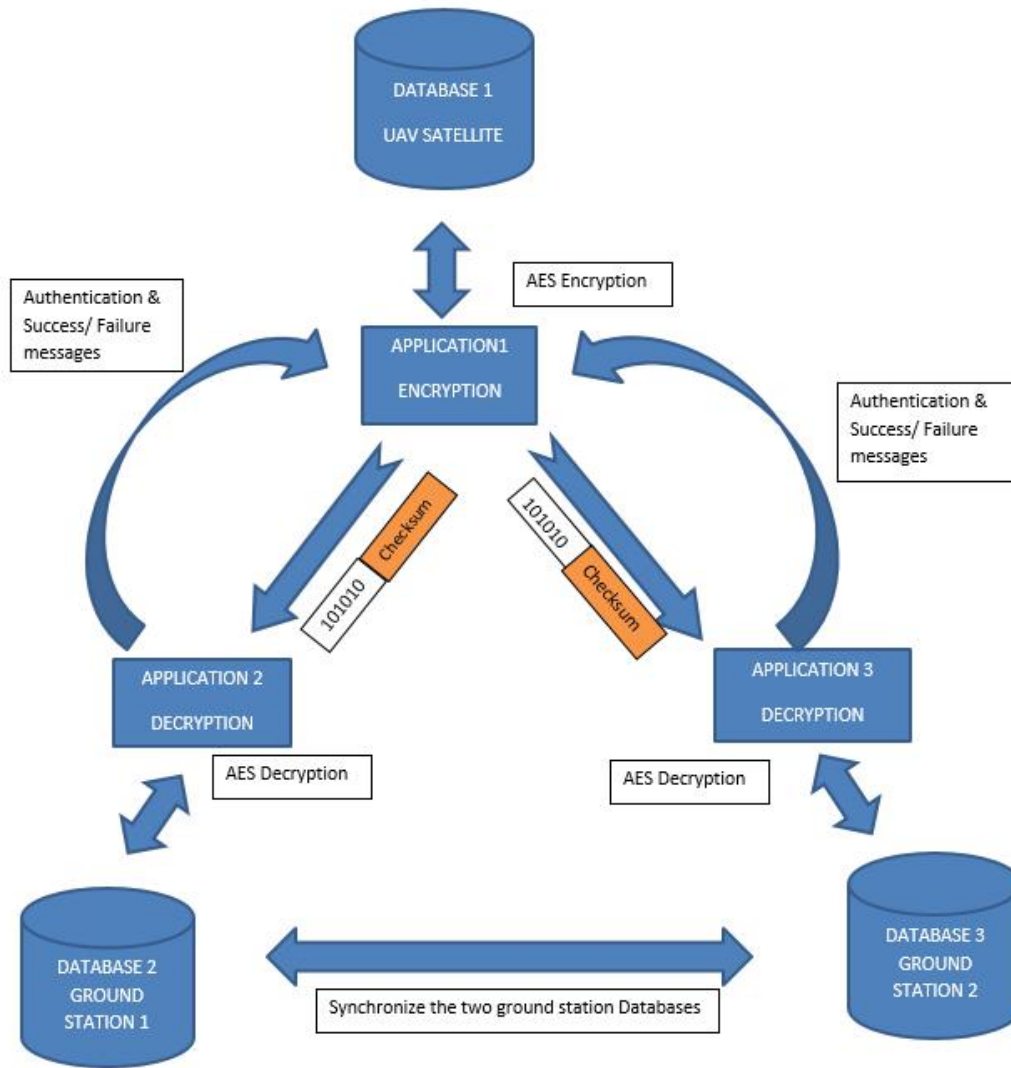 DATABASE 1
UAV SATELLITE
AES Encryption
Authentication &
Success/ Failure
messages
APPLICATION1
ENCRYPTION
Authentication &
Success/ Failure
messages
101010
Checksum
101010
Checksum
APPLICATION 2
DECRYPTION
APPLICATION 3
DECRYPTION
AES Decryption
AES Decryption
DATABASE 2
GROUND
STATION 1
DATABASE 3
GROUND
STATION 2
Synchronize the two ground station Databases